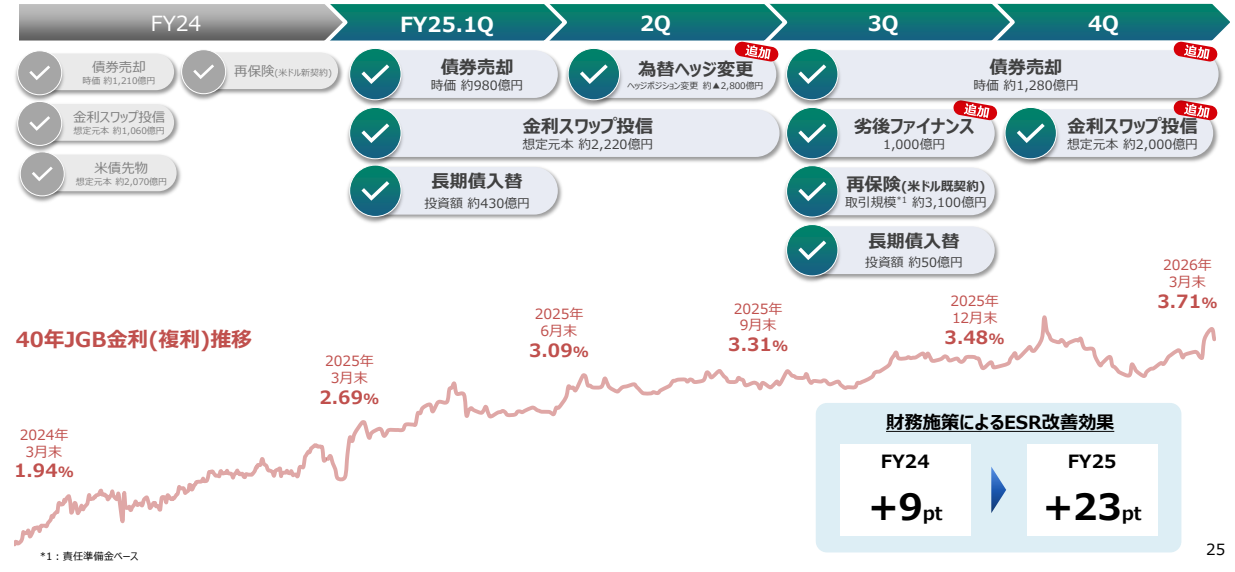 FY24
FY25.1Q
2Q
3Q
4Q
債券売却
時価 約1,210億円
再保険(米ドル新契約)
金利スワップ投信
想定元本 約1,060億円
米債先物
想定元本 約2,070億円
債券売却
時価 約980億円
追加
為替ヘッジ変更
ヘッジポジション変更 約▲2,800億円
追加
債券売却
時価 約1,280億円
金利スワップ投信
想定元本 約2,220億円
追加
劣後ファイナンス
1,000億円
追加
金利スワップ投信
想定元本 約2,000億円
長期債入替
投資額 約430億円
再保険(米ドル既契約)
取引規模*1 約3,100億円
長期債入替
投資額 約50億円
40年JGB金利(複利)推移
2024年
3月末
1.94%
2025年
3月末
2.69%
2025年
6月末
3.09%
2025年
9月末
3.31%
2025年
12月末
3.48%
2026年
3月末
3.71%
財務施策によるESR改善効果
FY24
+9pt
FY25
+23pt
*1：責任準備金ベース
25